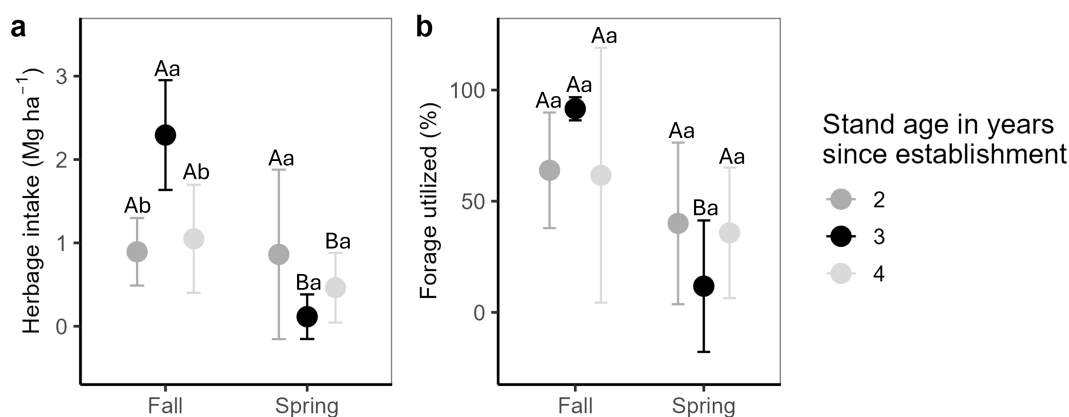 a
Herbage intake (Mg ha⁻¹)
3
2
1
0
Ab
Aa
Ab
Aa
Ba
Ba
Fall
Spring
b
Forage utilized (%)
100
50
0
Aa
Aa
Aa
Aa
Ba
Aa
Fall
Spring
Stand age in years
since establishment
2
3
4